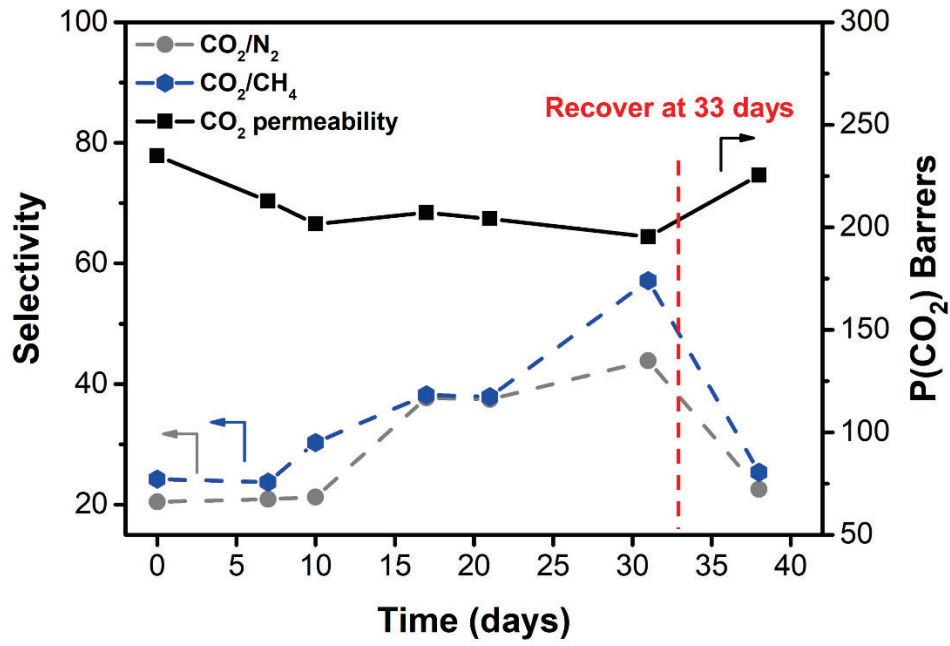 CO₂/N₂
CO₂/CH₄
CO₂ permeability
Recover at 33 days
Selectivity
100
80
60
40
20
300
250
200
150
100
50
P(CO₂) Barrers
0 5 10 15 20 25 30 35 40
Time (days)